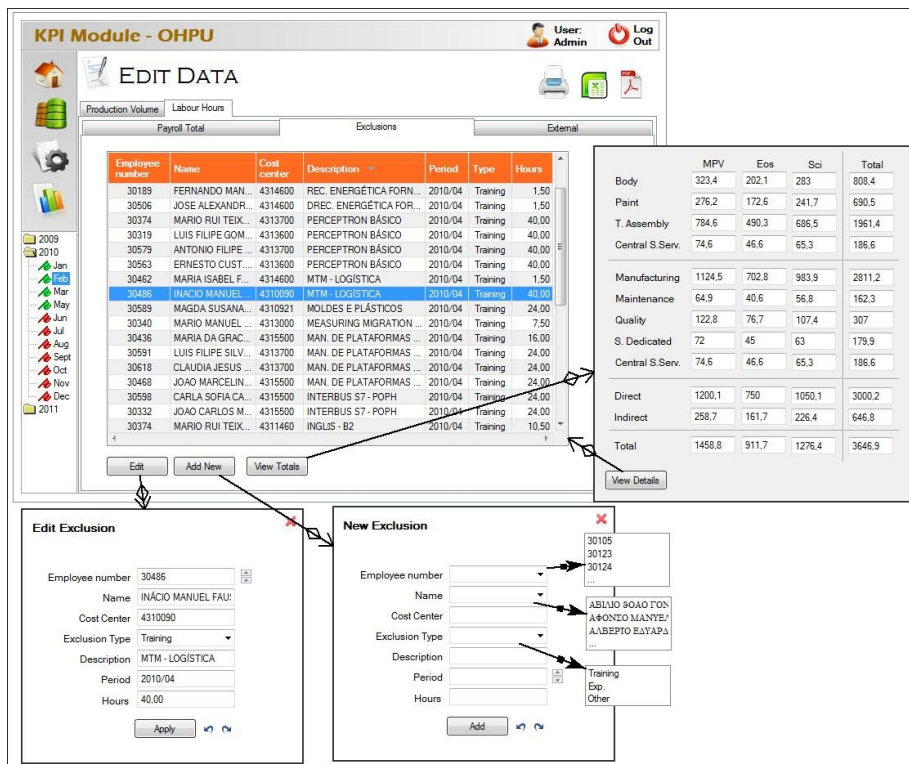 KPI Module - OHPU
User: Admin
Log Out
EDIT DATA
Production Volume Labour Hours
Payroll Total Exclusions External
Employee number Name Cost center Description Period Type Hours
30189 FERNANDO MAN... 4314600 REC. ENERGÉTICA FORN... 2010/04 Training 1,50
30506 JOSE ALEXANDR... 4314600 DREC. ENERGÉTICA FOR... 2010/04 Training 1,50
30374 MARIO RUI TEIX... 4313700 PERCEPTRON BÁSICO 2010/04 Training 40,00
30319 LUIS FILIPE GOM... 4313600 PERCEPTRON BÁSICO 2010/04 Training 40,00
30579 ANTONIO FILIPE ... 4313700 PERCEPTRON BÁSICO 2010/04 Training 40,00
30563 ERNESTO CUST... 4313600 PERCEPTRON BÁSICO 2010/04 Training 40,00
30462 MARIA ISABEL F... 4314600 MTM - LOGÍSTICA 2010/04 Training 1,50
30486 INACIO MANUEL ... 4310090 MTM - LOGÍSTICA 2010/04 Training 40,00
30589 MAGDA SUSANA... 4310921 MOLDES E PLÁSTICOS 2010/04 Training 24,00
30340 MARIO MANUEL ... 4313000 MEASURING MIGRATION ... 2010/04 Training 7,50
30436 MARIA DA GRAC... 4315500 MAN. DE PLATAFORMAS ... 2010/04 Training 16,00
30591 LUIS FILIPE SILV... 4313700 MAN. DE PLATAFORMAS ... 2010/04 Training 24,00
30618 CLAUDIA JESUS ... 4313700 MAN. DE PLATAFORMAS ... 2010/04 Training 24,00
30468 JOAO MARCELIN... 4315500 MAN. DE PLATAFORMAS ... 2010/04 Training 24,00
30598 CARLA SOFIA CA... 4315500 INTERBUS S7 - POPH 2010/04 Training 24,00
30332 JOAO CARLOS M... 4315500 INTERBUS S7 - POPH 2010/04 Training 24,00
30374 MARIO RUI TEIX... 4311460 INGLIS - B2 2010/04 Training 10,50
2009
2010
Jan
Feb
Mar
May
Jun
Jul
Aug
Sept
Oct
Nov
Dec
2011
Edit Add New View Totals
MPV Eos Sci Total
Body 323,4 202,1 283 808,4
Paint 276,2 172,6 241,7 690,5
T. Assembly 784,6 490,3 686,5 1961,4
Central S.Serv. 74,6 46,6 65,3 186,6
Manufacturing 1124,5 702,8 983,9 2811,2
Maintenance 64,9 40,6 56,8 162,3
Quality 122,8 76,7 107,4 307
S. Dedicated 72 45 63 179,9
Central S.Serv. 74,6 46,6 65,3 186,6
Direct 1200,1 750 1050,1 3000,2
Indirect 258,7 161,7 226,4 646,8
Total 1458,8 911,7 1276,4 3646,9
View Details
Edit Exclusion
Employee number 30486
Name INÁCIO MANUEL FAU
Cost Center 4310090
Exclusion Type Training
Description MTM - LOGÍSTICA
Period 2010/04
Hours 40,00
Apply
New Exclusion
Employee number
Name
Cost Center
Exclusion Type
Description
Period
Hours
Add
30105
30123
30124
...
ΑΒΙΛΙΟ ϑΟΑΟ ΓΟΝ
ΑΦΟΝΣΟ ΜΑΝΥΕΛ
ΑΛΒΕΡΤΟ ΕΔΥΑΡΔ
...
Training
Exp.
Other